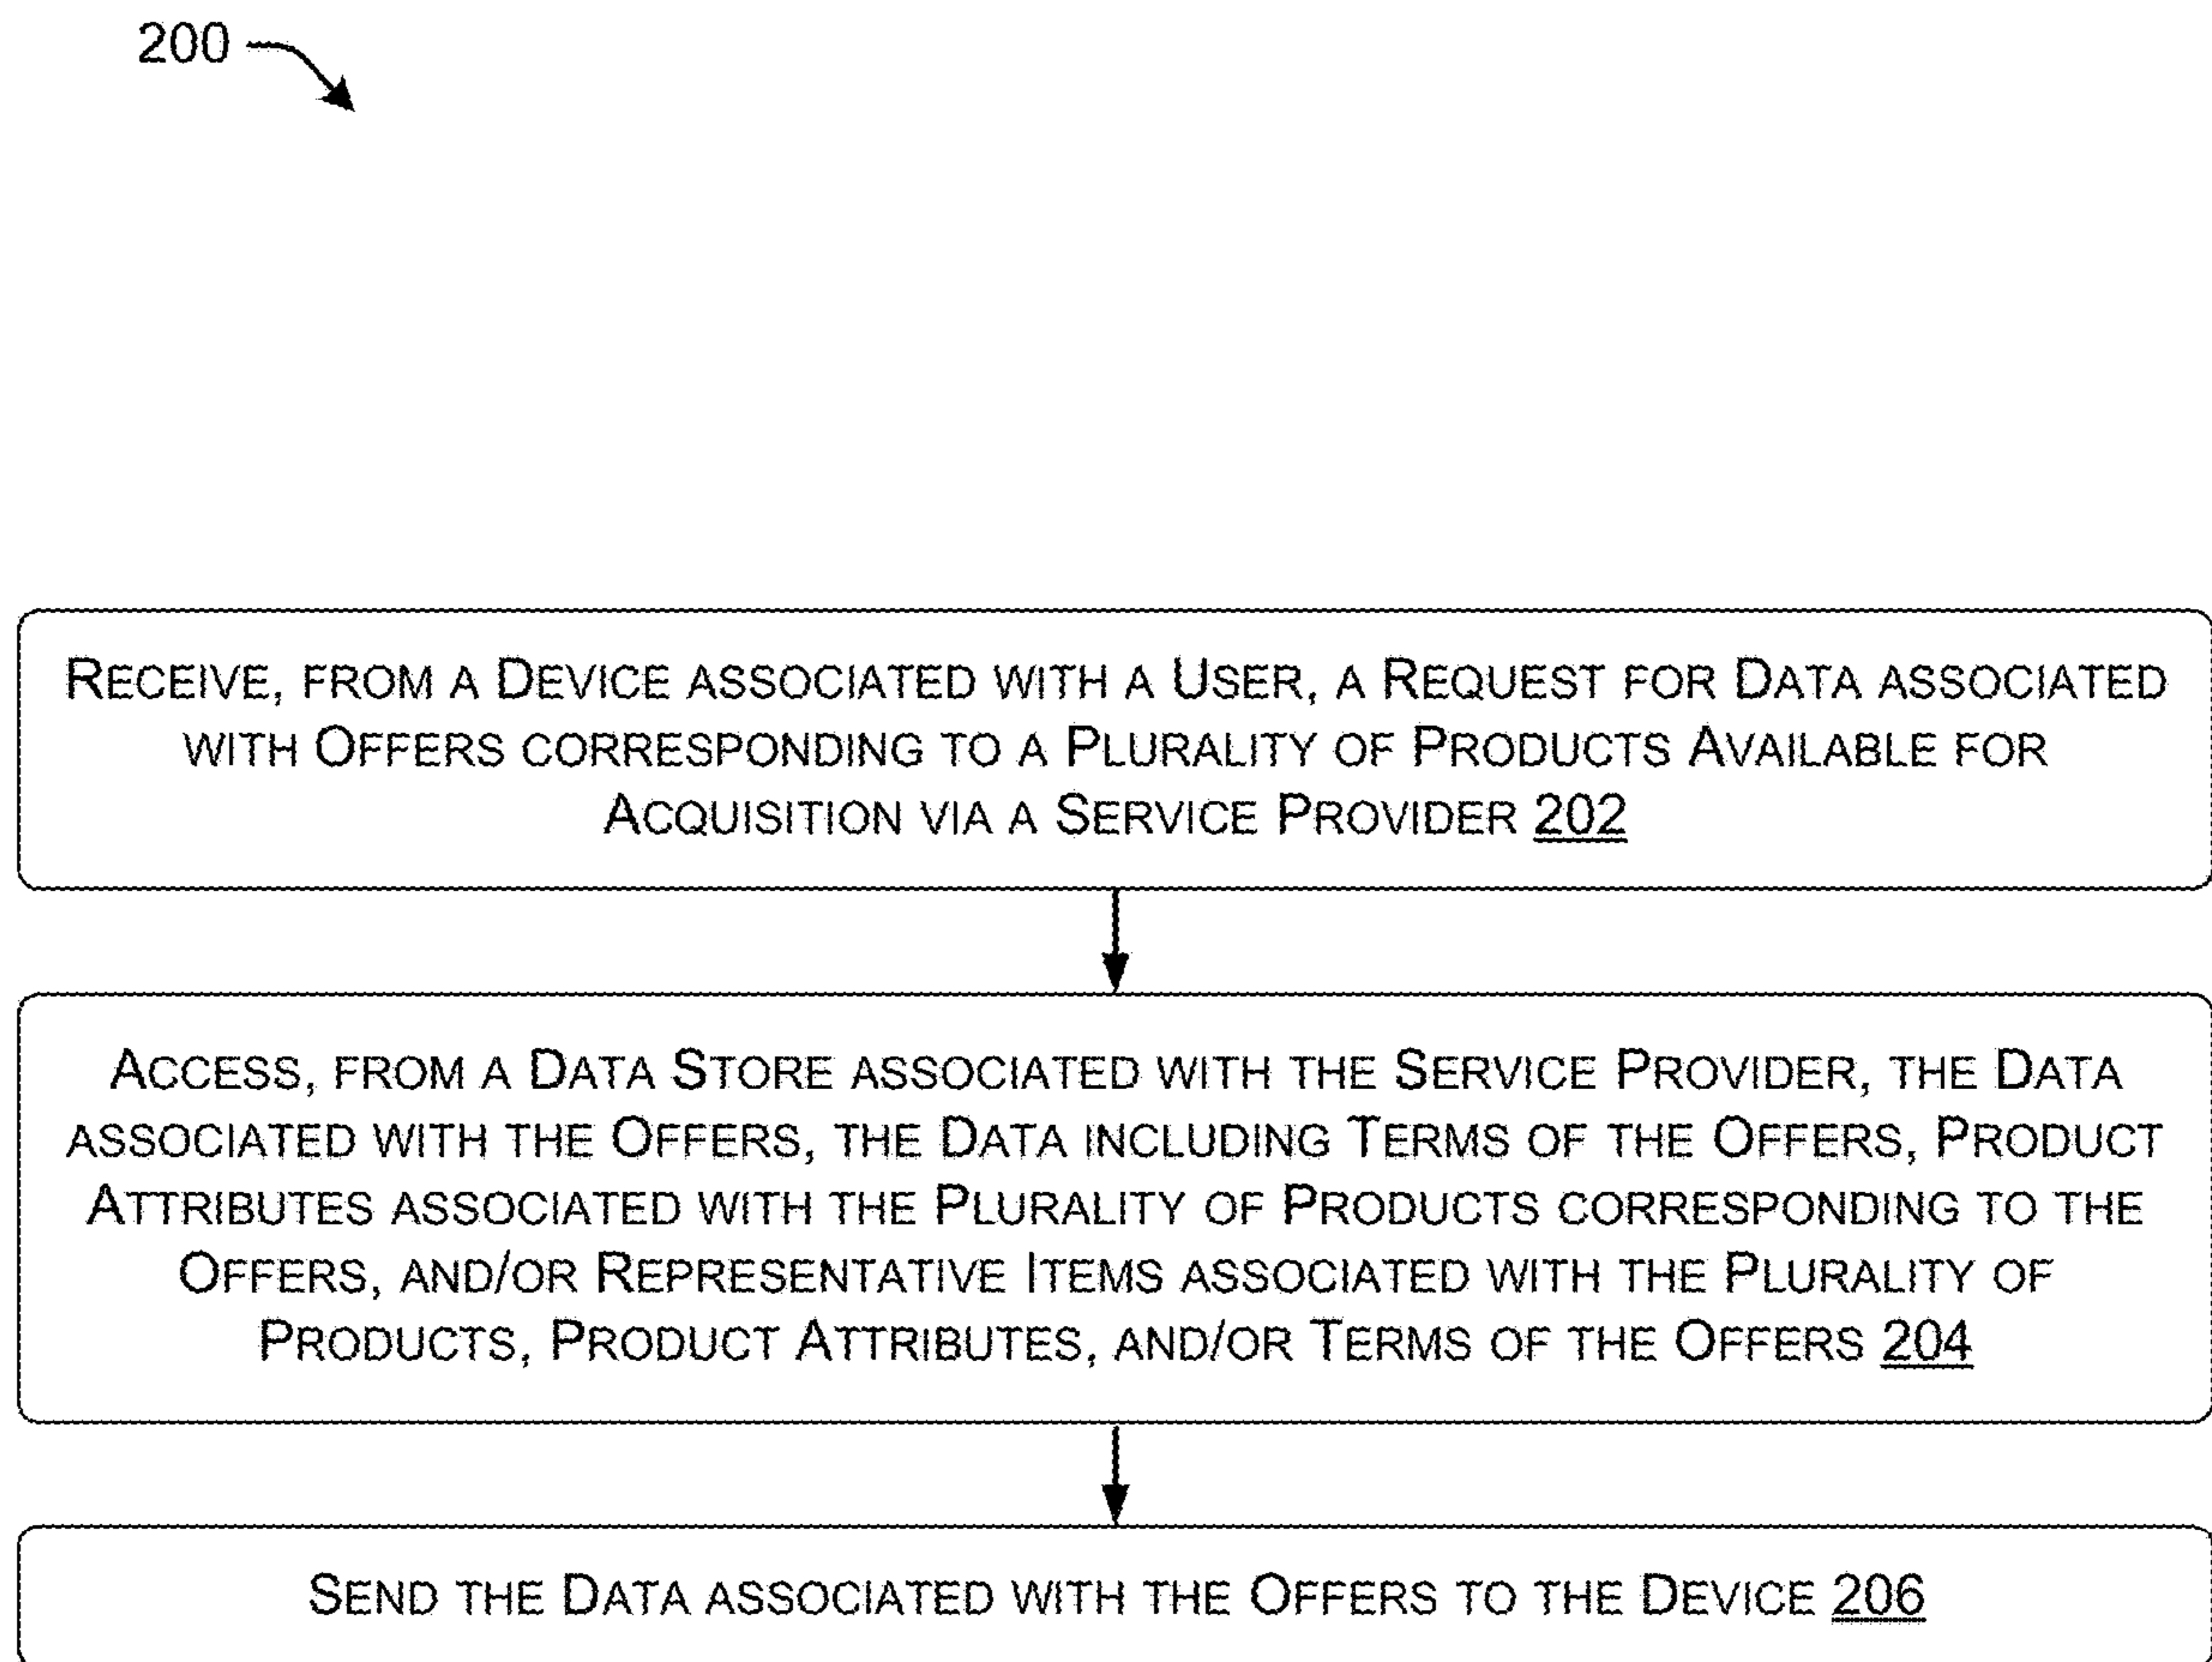 200
RECEIVE, FROM A DEVICE ASSOCIATED WITH A USER, A REQUEST FOR DATA ASSOCIATED
WITH OFFERS CORRESPONDING TO A PLURALITY OF PRODUCTS AVAILABLE FOR
ACQUISITION VIA A SERVICE PROVIDER 202
ACCESS, FROM A DATA STORE ASSOCIATED WITH THE SERVICE PROVIDER, THE DATA
ASSOCIATED WITH THE OFFERS, THE DATA INCLUDING TERMS OF THE OFFERS, PRODUCT
ATTRIBUTES ASSOCIATED WITH THE PLURALITY OF PRODUCTS CORRESPONDING TO THE
OFFERS, AND/OR REPRESENTATIVE ITEMS ASSOCIATED WITH THE PLURALITY OF
PRODUCTS, PRODUCT ATTRIBUTES, AND/OR TERMS OF THE OFFERS 204
SEND THE DATA ASSOCIATED WITH THE OFFERS TO THE DEVICE 206